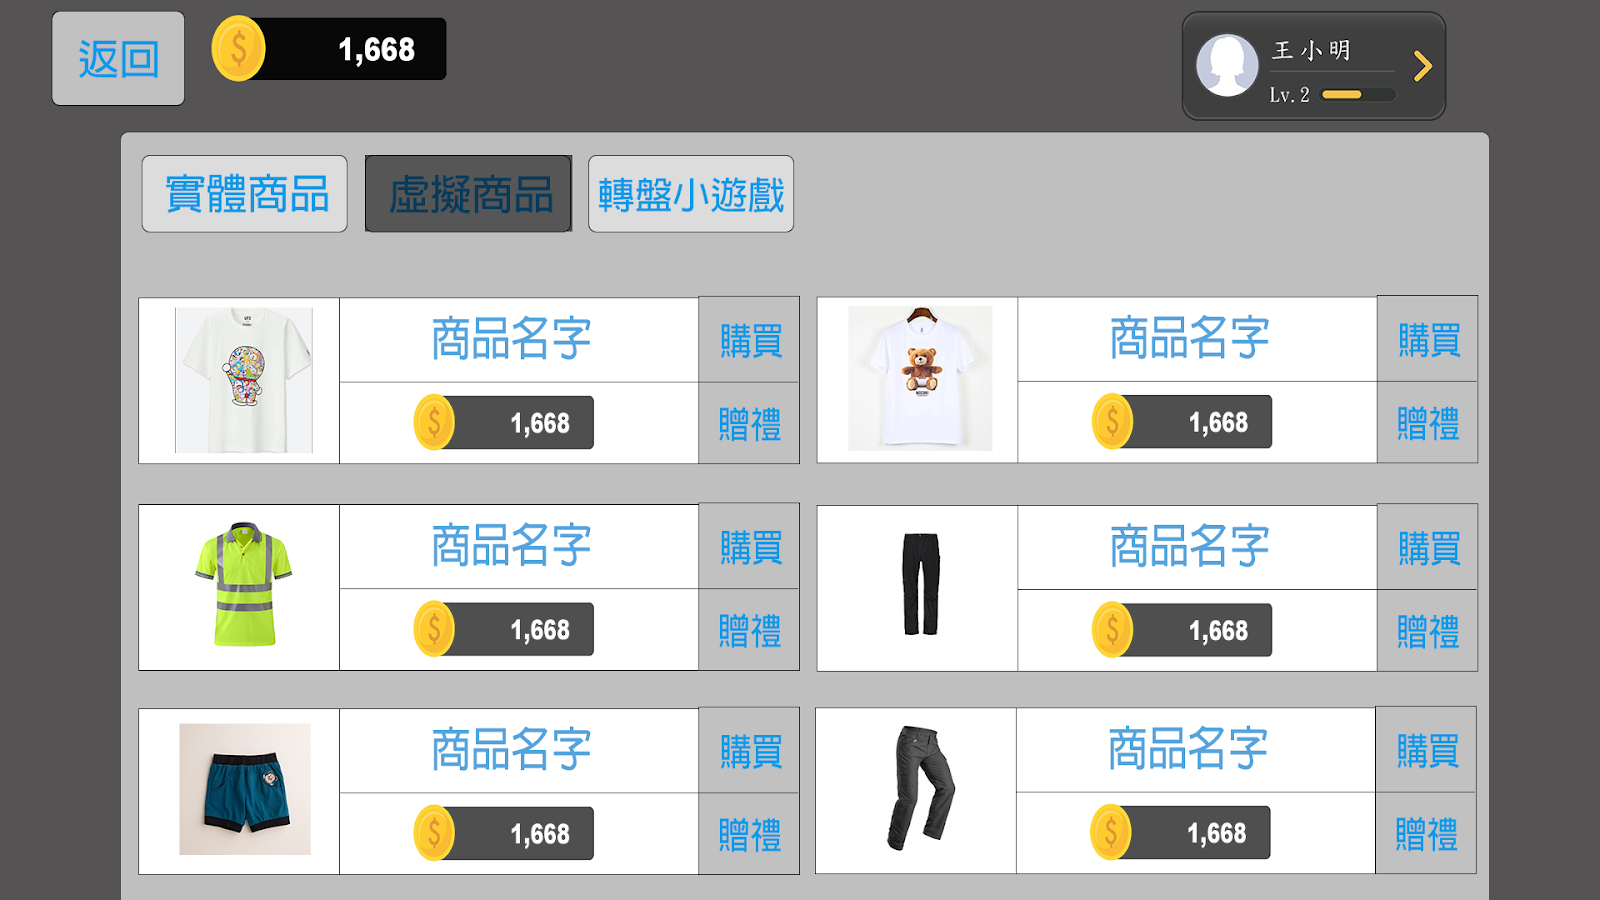 返回
1,668
王小明
Lv.2
實體商品
虛擬商品
轉盤小遊戲
商品名字
購買
1,668
贈禮
商品名字
購買
1,668
贈禮
商品名字
購買
1,668
贈禮
商品名字
購買
1,668
贈禮
商品名字
購買
1,668
贈禮
商品名字
購買
1,668
贈禮